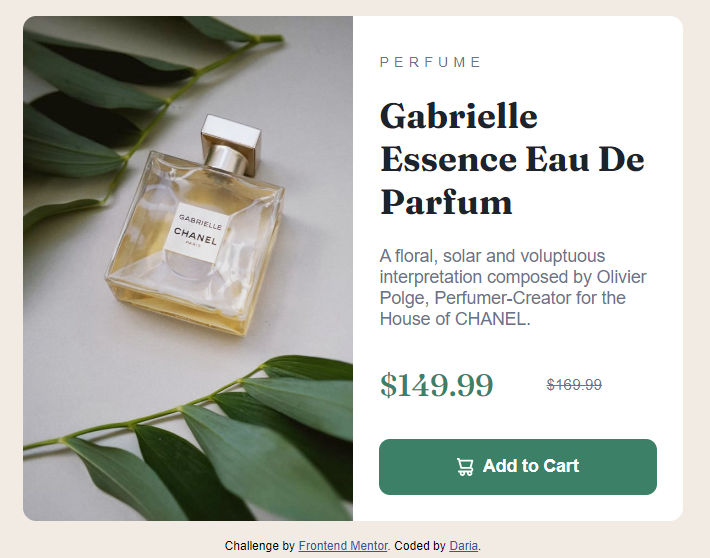 GABRIELLE
CHANEL
PARIS
PERFUME
Gabrielle
Essence Eau De
Parfum
A floral, solar and voluptuous
interpretation composed by Olivier
Polge, Perfumer-Creator for the
House of CHANEL.
$149.99 $169.99
Add to Cart
Challenge by Frontend Mentor. Coded by Daria.